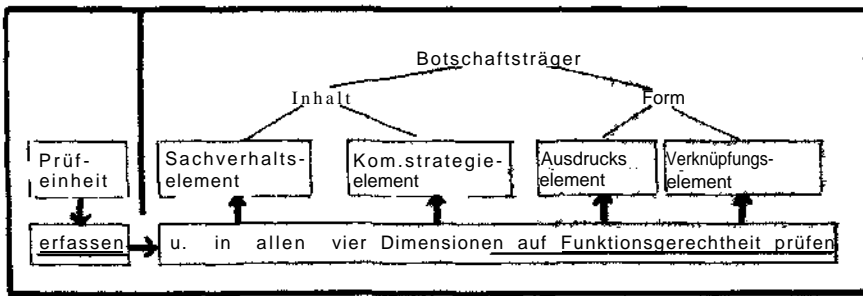 Botschaftsträger
Inhalt
Form
Prüf-
einheit
Sachverhalts-
element
Kom.strategie-
element
Ausdrucks
element
Verknüpfungs-
element
erfassen
u. in allen vier Dimensionen auf Funktionsgerechtheit prüfen